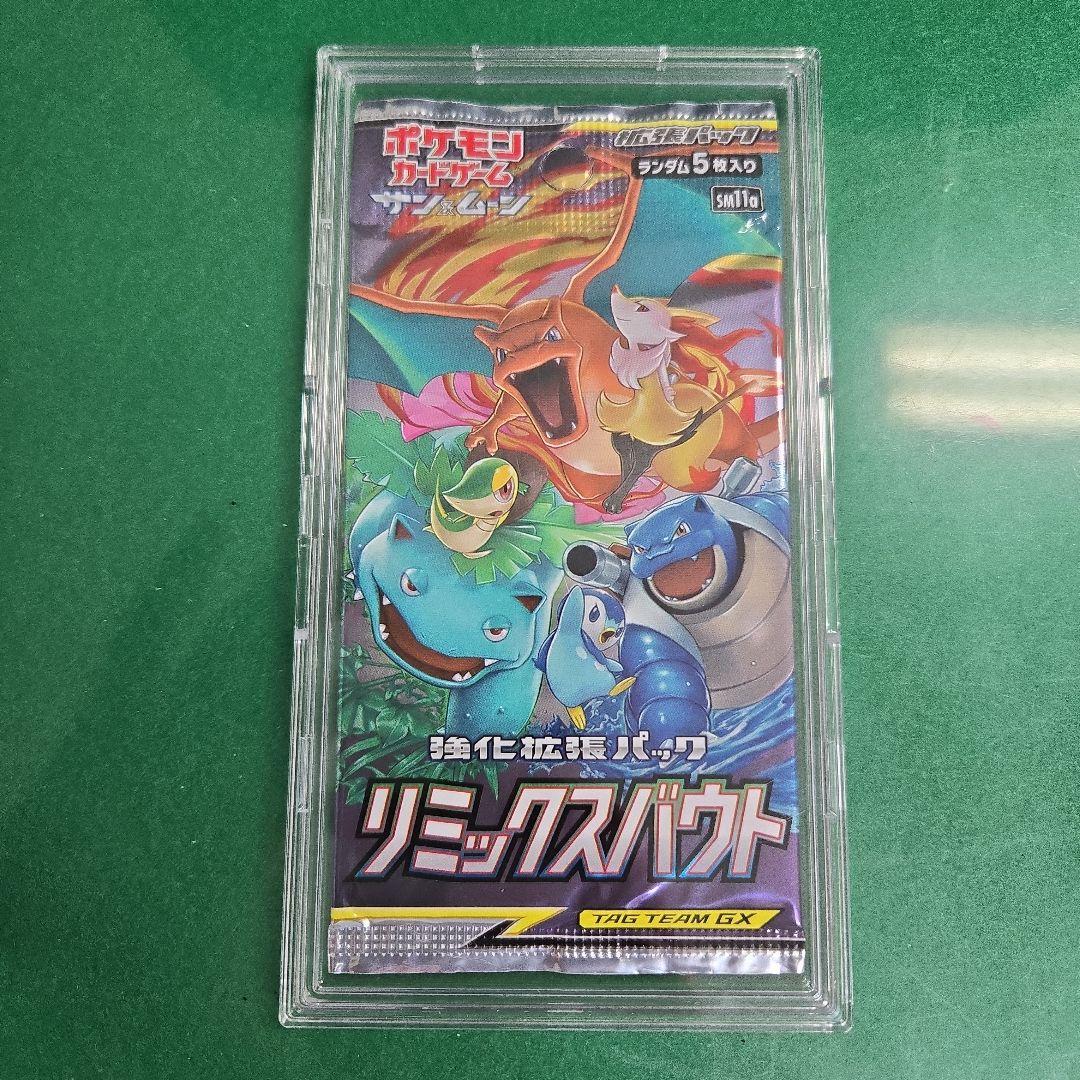 ポケモン
カードゲーム
サン&ムーン
拡張パック
ランダム5枚入り
SM11a
強化拡張パック
リミックスバウト
TAG TEAM GX